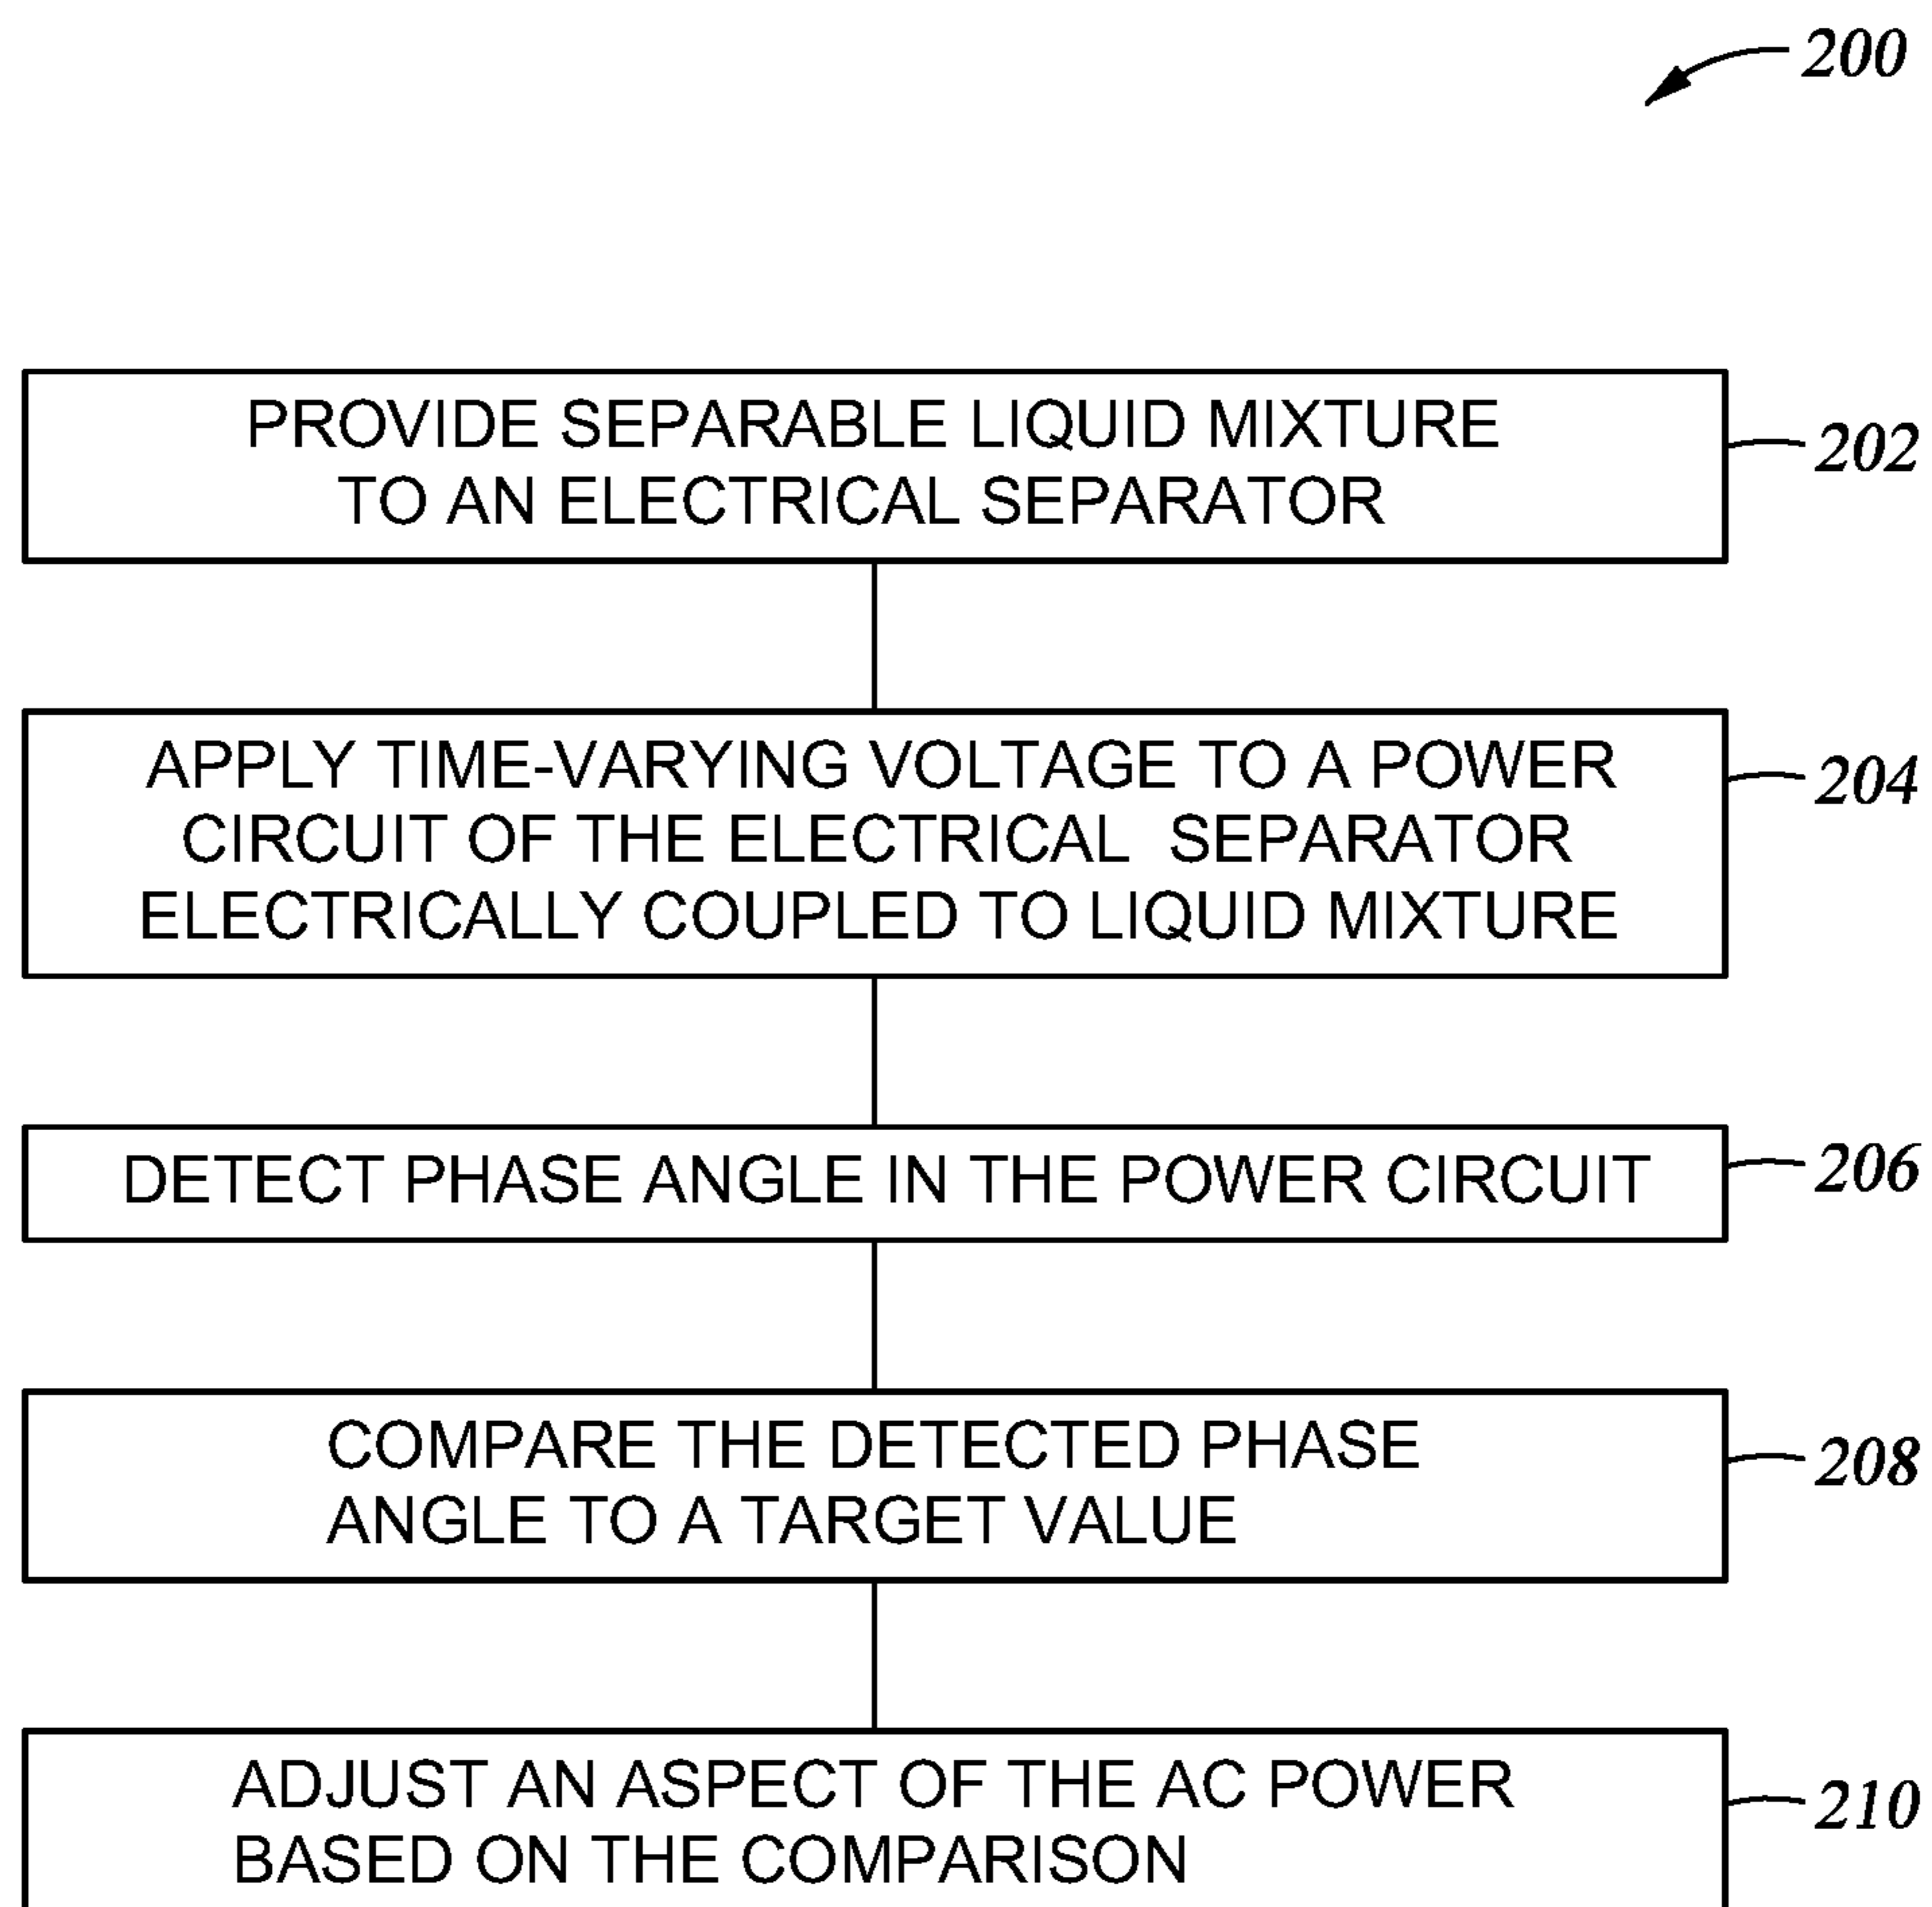 200
PROVIDE SEPARABLE LIQUID MIXTURE
TO AN ELECTRICAL SEPARATOR
202
APPLY TIME-VARYING VOLTAGE TO A POWER
CIRCUIT OF THE ELECTRICAL SEPARATOR
ELECTRICALLY COUPLED TO LIQUID MIXTURE
204
DETECT PHASE ANGLE IN THE POWER CIRCUIT
206
COMPARE THE DETECTED PHASE
ANGLE TO A TARGET VALUE
208
ADJUST AN ASPECT OF THE AC POWER
BASED ON THE COMPARISON
210